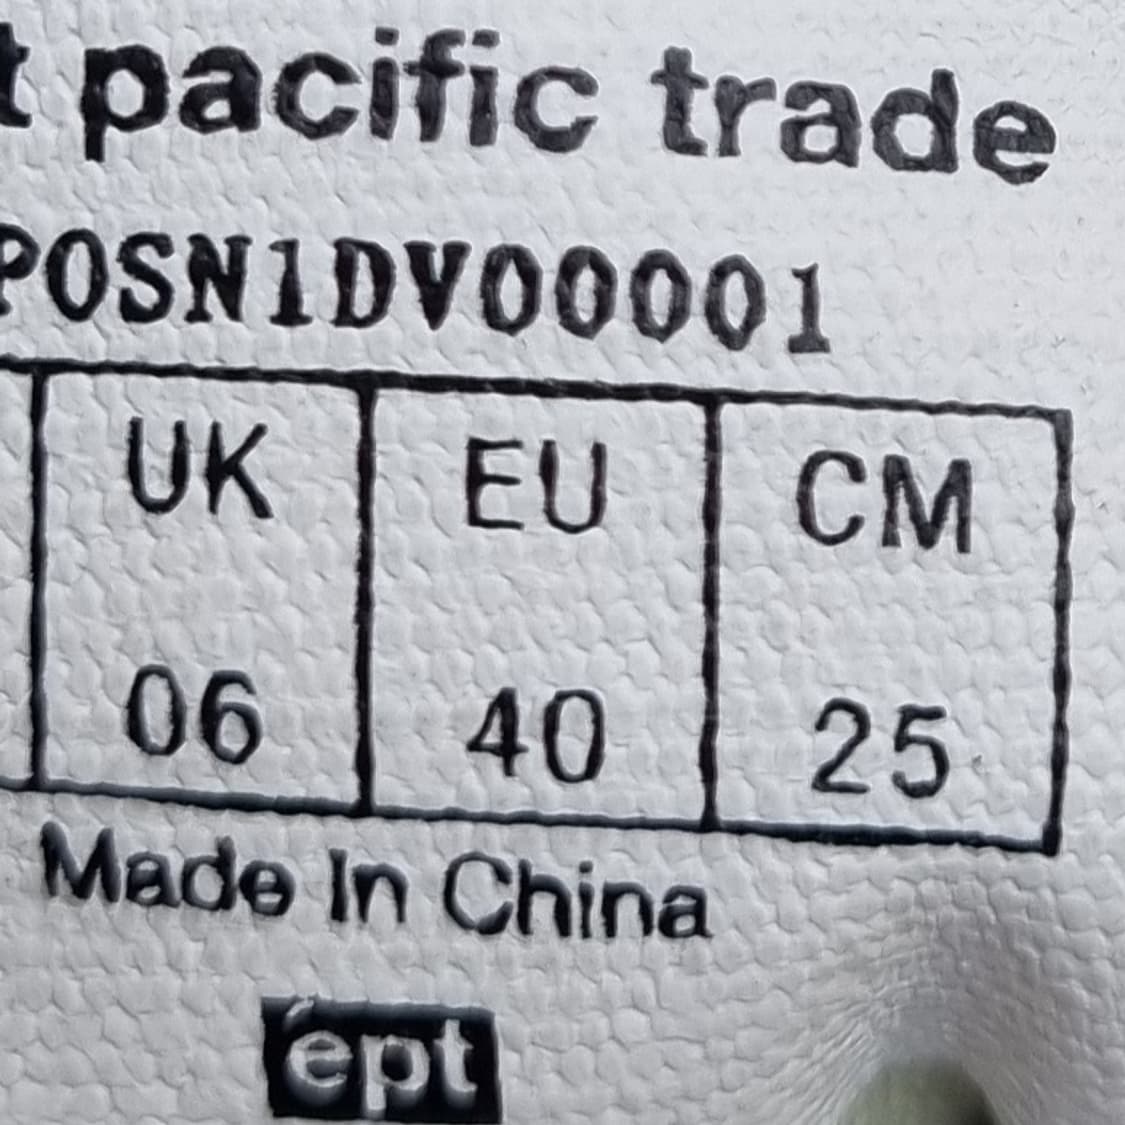 t pacific trade
POSN1DV00001
UK EU CM
06 40 25
Made In China
ept